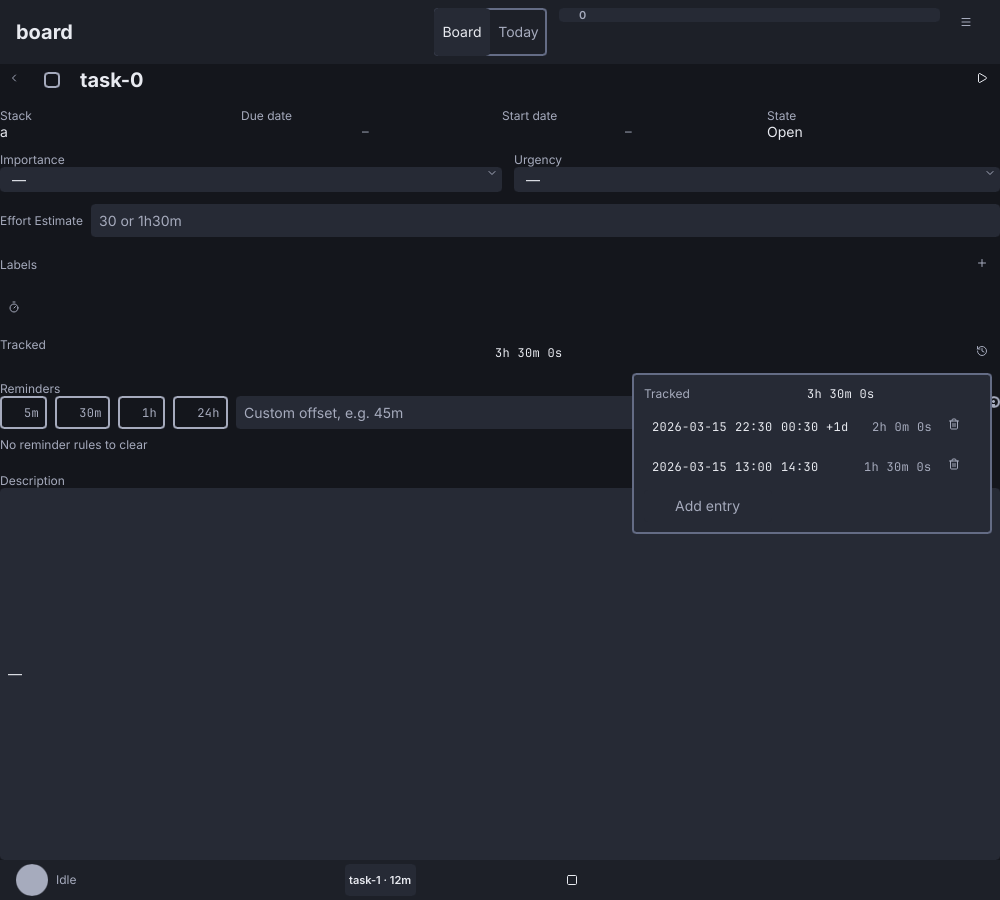 board
Board Today
0
task-0
Stack Due date Start date State
a – – Open
Importance Urgency
— —
Effort Estimate 30 or 1h30m
Labels
Tracked
3h 30m 0s
Reminders
5m 30m 1h 24h Custom offset, e.g. 45m
No reminder rules to clear
Tracked 3h 30m 0s
2026-03-15 22:30 00:30 +1d 2h 0m 0s
2026-03-15 13:00 14:30 1h 30m 0s
Add entry
Description
—
Idle task-1 · 12m